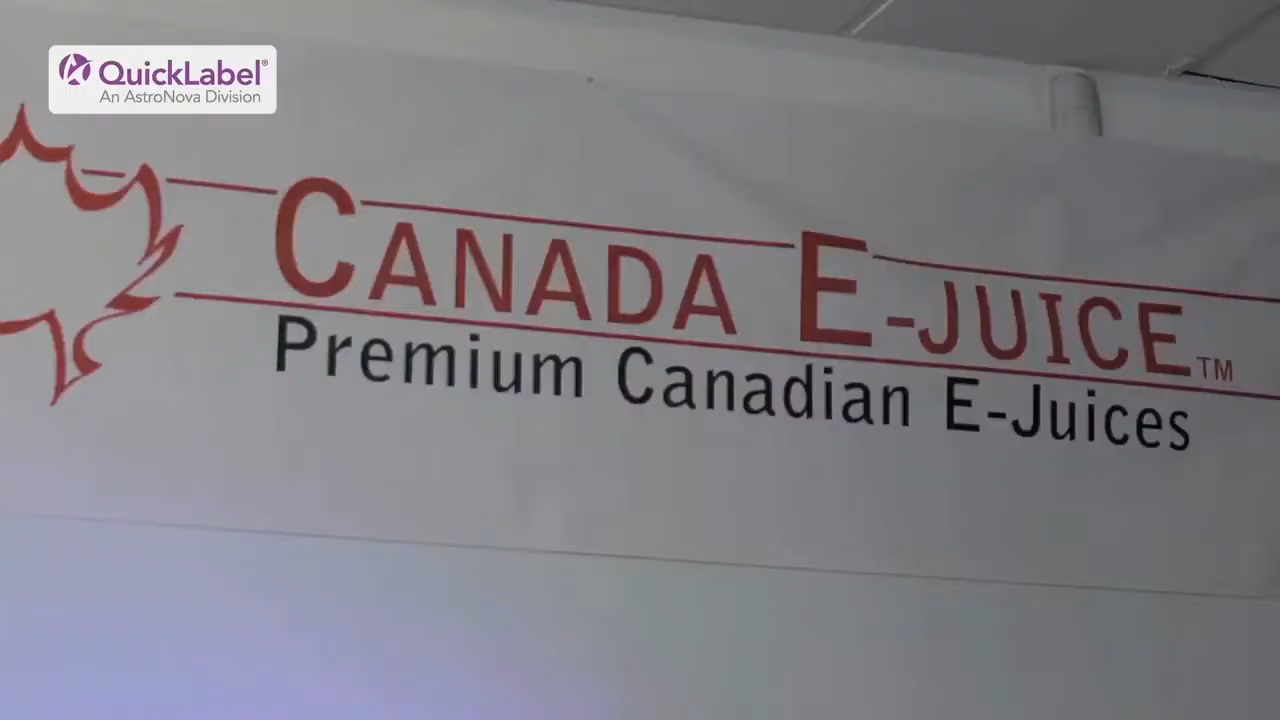 QuickLabel®
An AstroNova Division
CANADA E-JUICE™
Premium Canadian E-Juices